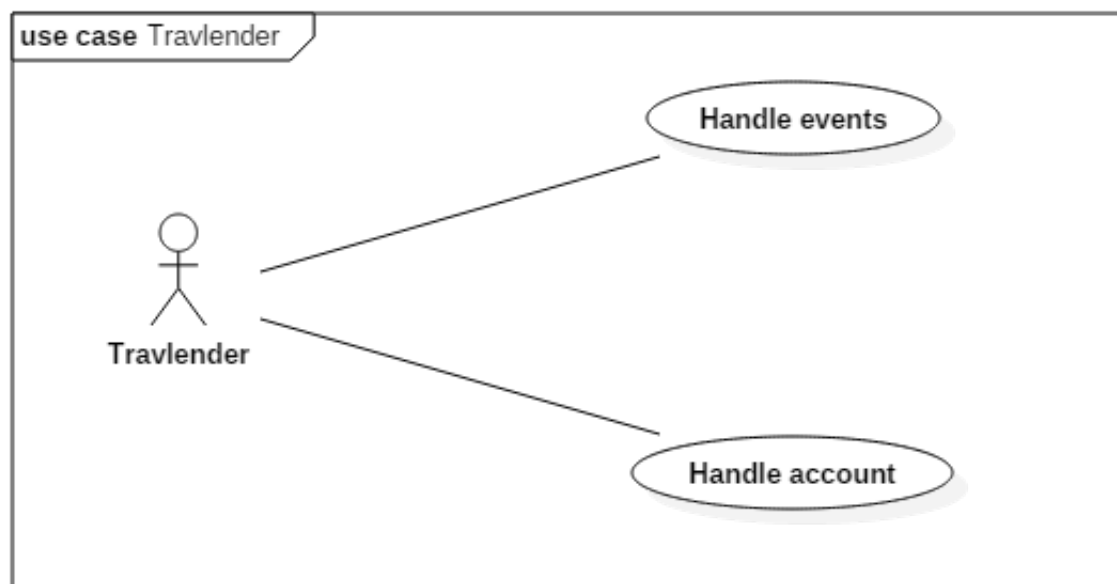 use case Travlender
Handle events
Travlender
Handle account